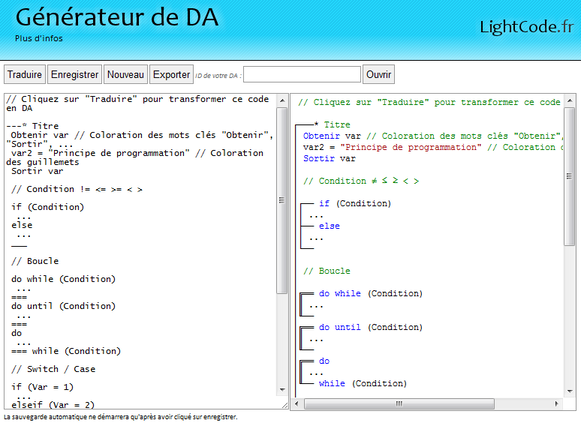 Générateur de DA
Plus d'infos
LightCode.fr
Traduire Enregistrer Nouveau Exporter ID de votre DA : Ouvrir
// Cliquez sur "Traduire" pour transformer ce code
en DA
---* Titre
Obtenir var // Coloration des mots clés "Obtenir",
"Sortir", ...
var2 = "Principe de programmation" // Coloration
des guillemets
Sortir var
// Condition != <= >= < >
if (Condition)
...
else
...
___
// Boucle
do while (Condition)
...
===
do until (Condition)
...
===
do
...
=== while (Condition)
// Switch / Case
if (Var = 1)
...
elseif (Var = 2)
// Cliquez sur "Traduire" pour transformer ce code
* Titre
Obtenir var // Coloration des mots clés "Obtenir",
var2 = "Principe de programmation" // Coloration
Sortir var
// Condition ≠ ≤ ≥ < >
if (Condition)
...
else
...
// Boucle
do while (Condition)
...
do until (Condition)
...
do
...
while (Condition)
La sauvegarde automatique ne démarrera qu'après avoir cliqué sur enregistrer.